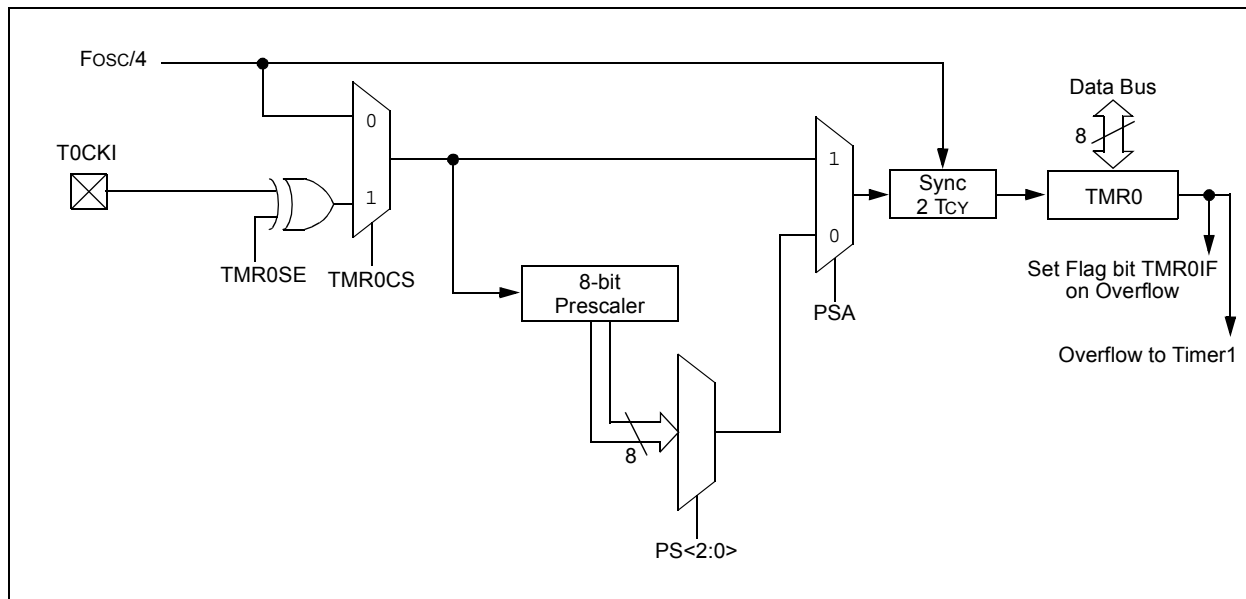 FOSC/4
Data Bus
8
T0CKI
0
1
1
0
Sync
2 TCY
TMR0
TMR0SE
TMR0CS
8-bit
Prescaler
PSA
Set Flag bit TMR0IF
on Overflow
Overflow to Timer1
8
PS<2:0>